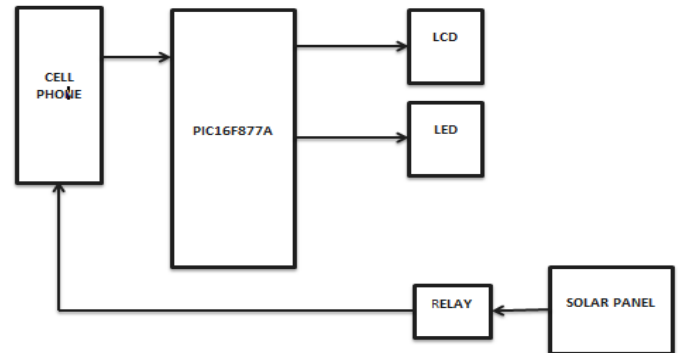 CELL
PHONE
PIC16F877A
LCD
LED
RELAY
SOLAR PANEL